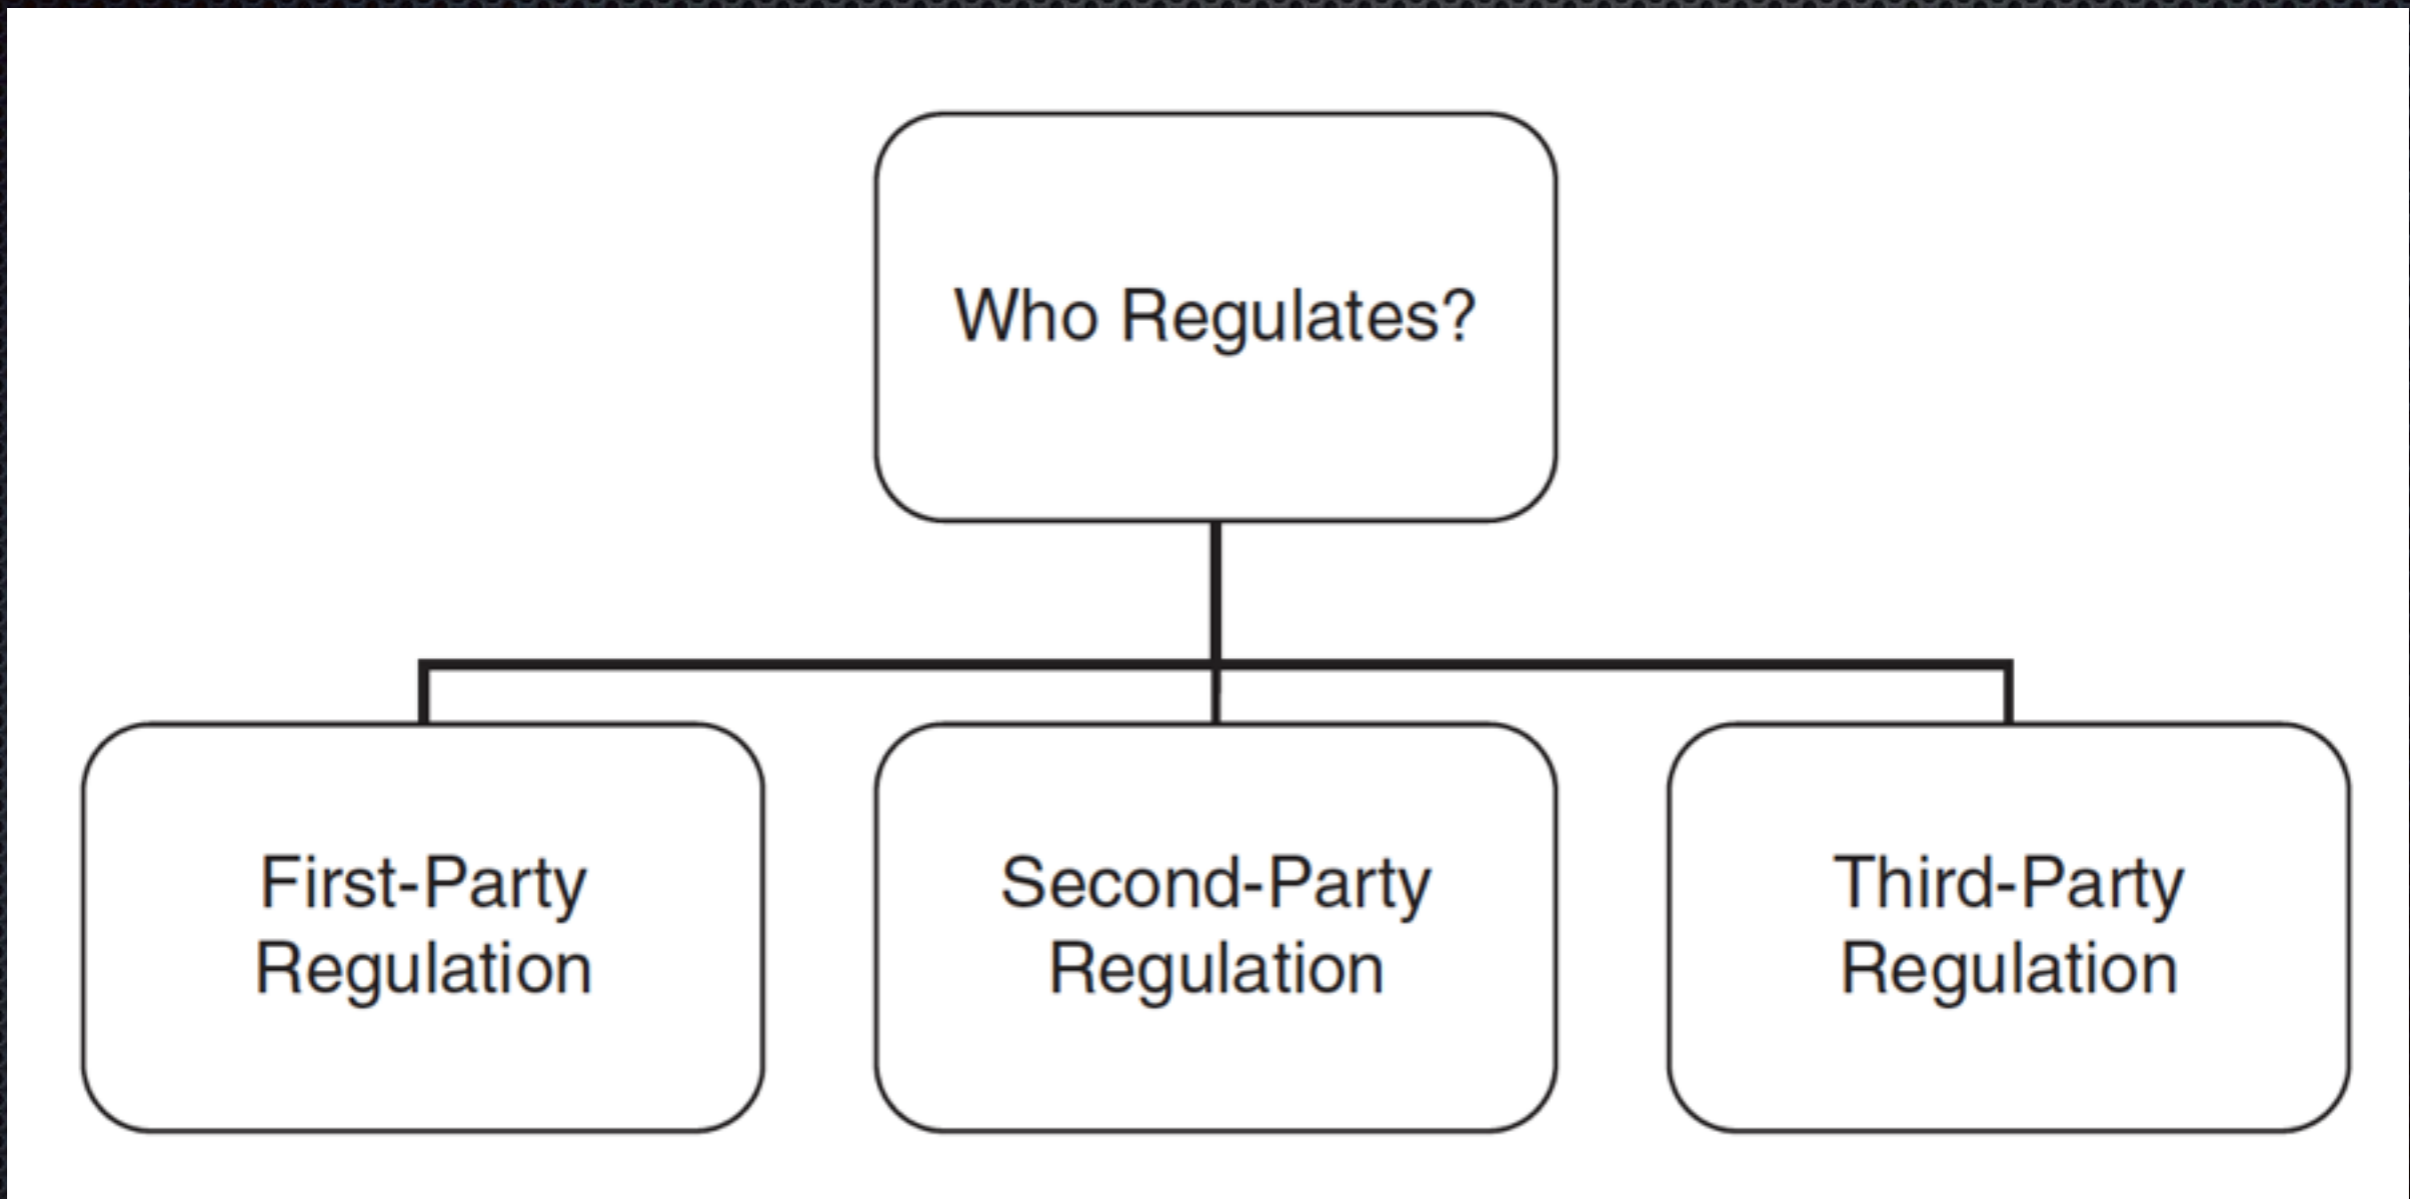 Who Regulates?
First-Party
Regulation
Second-Party
Regulation
Third-Party
Regulation